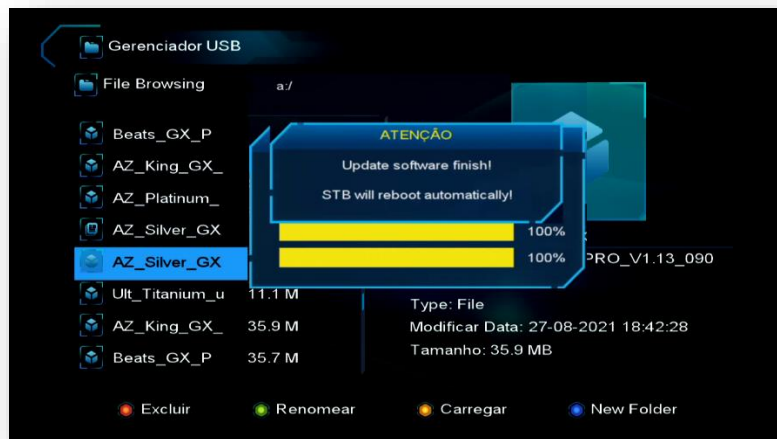 Gerenciador USB
File Browsing
a:/
Beats_GX_P
AZ_King_GX_
AZ_Platinum_
AZ_Silver_GX
AZ_Silver_GX
Ult_Titanium_u 11.1 M
AZ_King_GX_ 35.9 M
Beats_GX_P 35.7 M
ATENÇÃO
Update software finish!
STB will reboot automatically!
100%
100%
PRO_V1.13_090
Type: File
Modificar Data: 27-08-2021 18:42:28
Tamanho: 35.9 MB
Excluir
Renomear
Carregar
New Folder